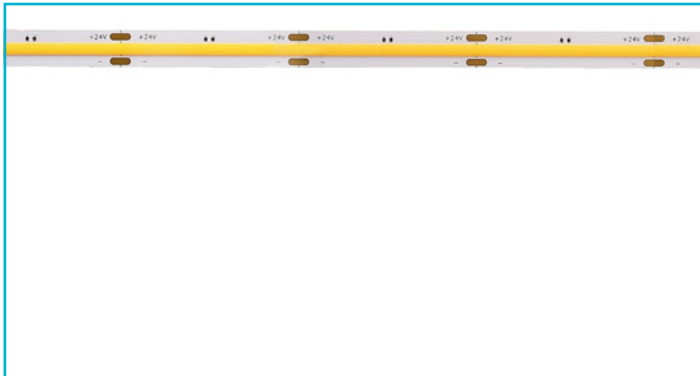 +24V +24V +24V +24V +24V +24V +24V +24V
- - - - - - - -